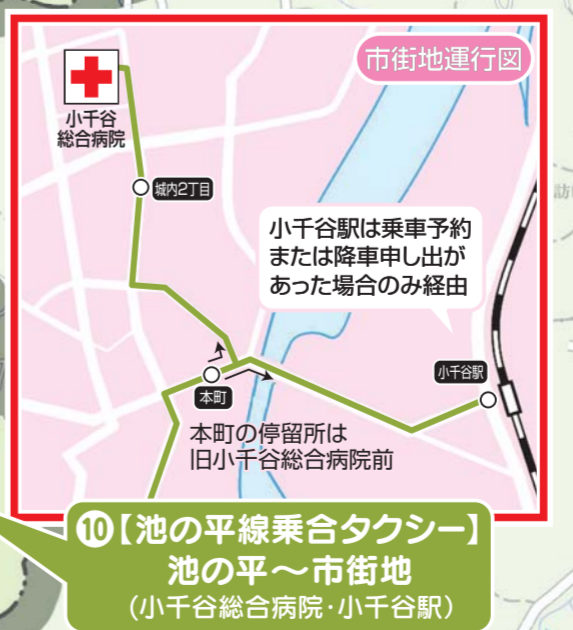 市街地運行図
小千谷
総合病院
城内2丁目
小千谷駅は乗車予約
または降車申し出が
あった場合のみ経由
小千谷駅
本町
本町の停留所は
旧小千谷総合病院前
⑩【池の平線乗合タクシー】
池の平～市街地
(小千谷総合病院·小千谷駅)